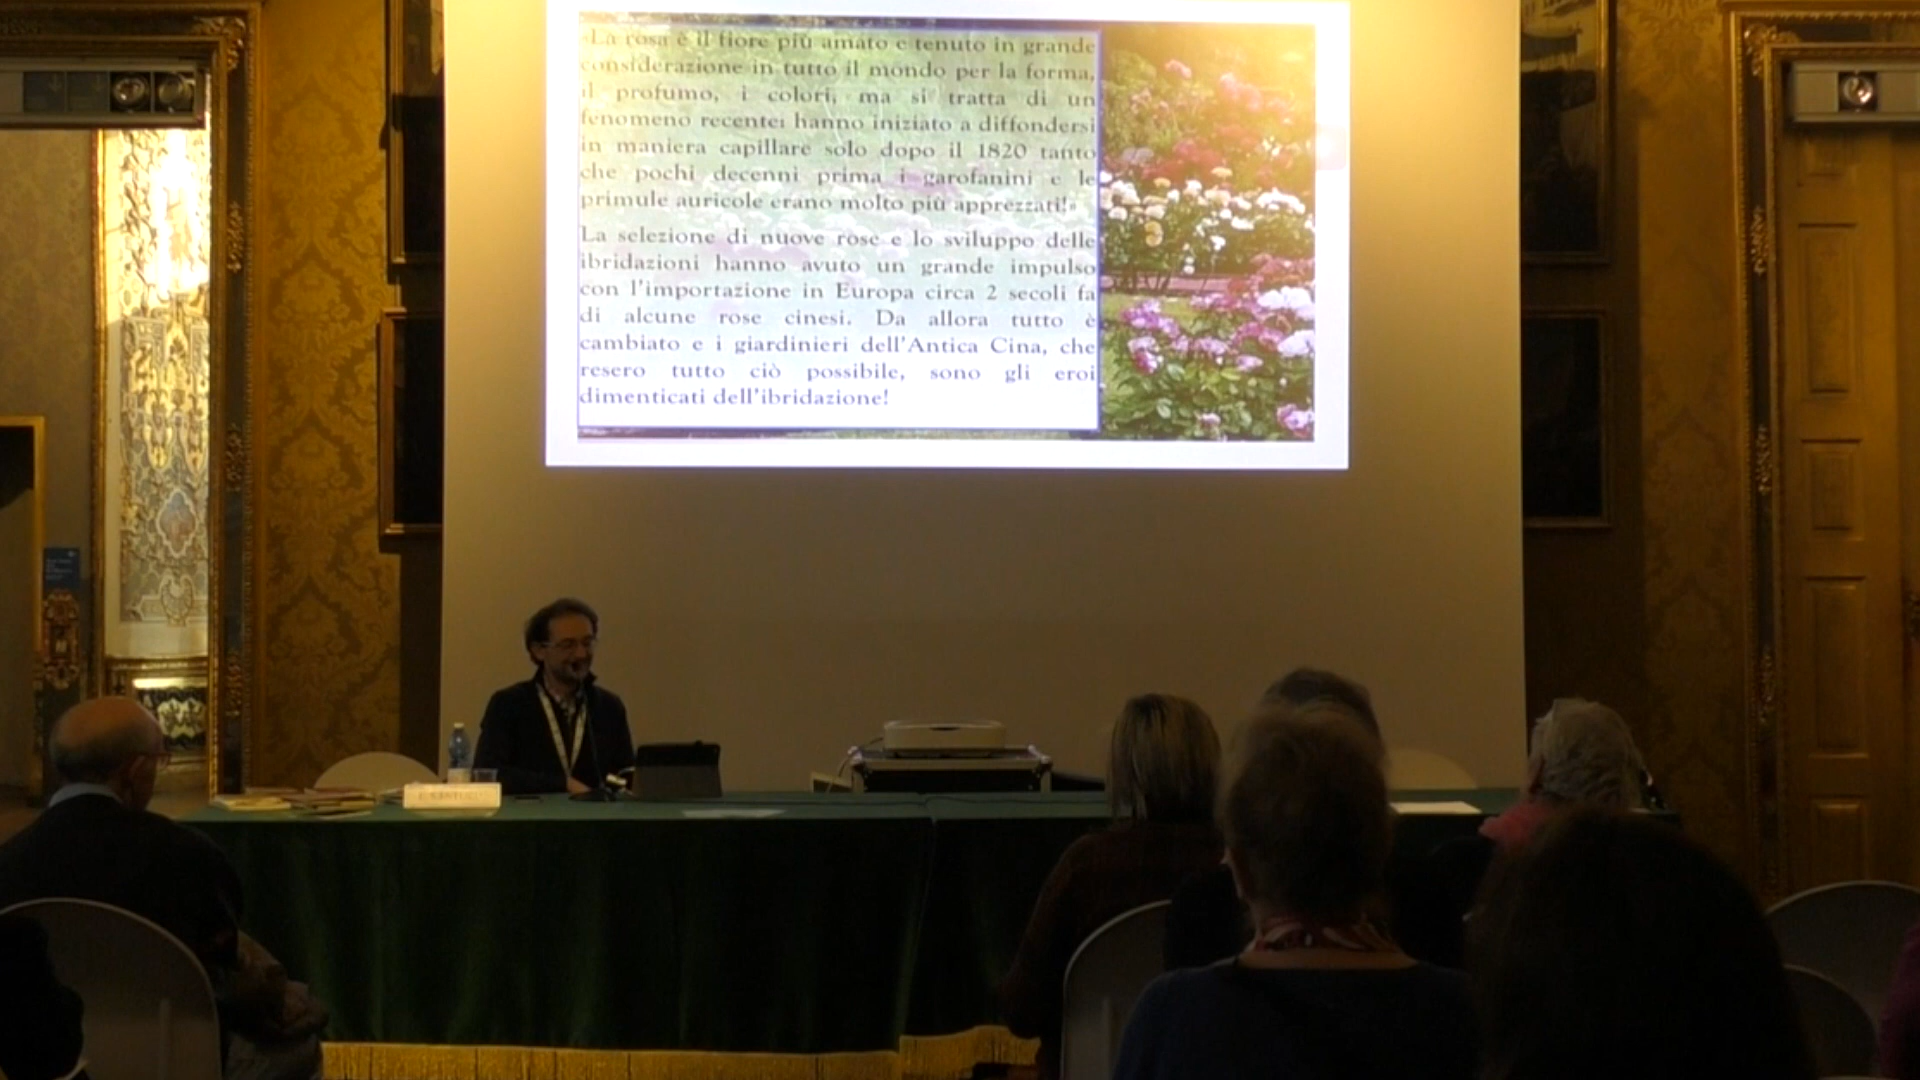 «La rosa è il fiore più amato e tenuto in grande
considerazione in tutto il mondo per la forma,
il profumo, i colori, ma si tratta di un
fenomeno recente: hanno iniziato a diffondersi
in maniera capillare solo dopo il 1820 tanto
che pochi decenni prima i garofanini e le
primule auricole erano molto più apprezzati!»
La selezione di nuove rose e lo sviluppo delle
ibridazioni hanno avuto un grande impulso
con l'importazione in Europa circa 2 secoli fa
di alcune rose cinesi. Da allora tutto è
cambiato e i giardinieri dell'Antica Cina, che
resero tutto ciò possibile, sono gli eroi
dimenticati dell'ibridazione!